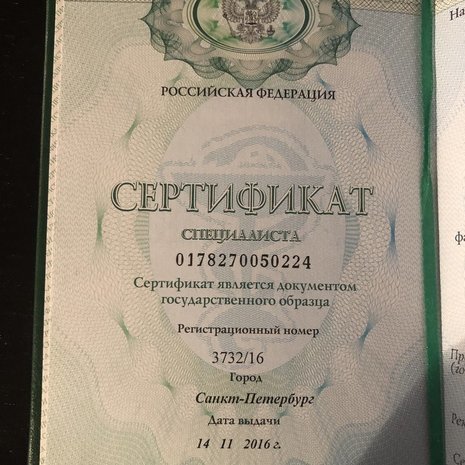 РОССИЙСКАЯ ФЕДЕРАЦИЯ
СЕРТИФИКАТ
СПЕЦИАЛИСТА
0178270050224
Сертификат является документом
государственного образца
Регистрационный номер
3732/16
Город
Санкт-Петербург
Дата выдачи
14 11 2016 г.
На